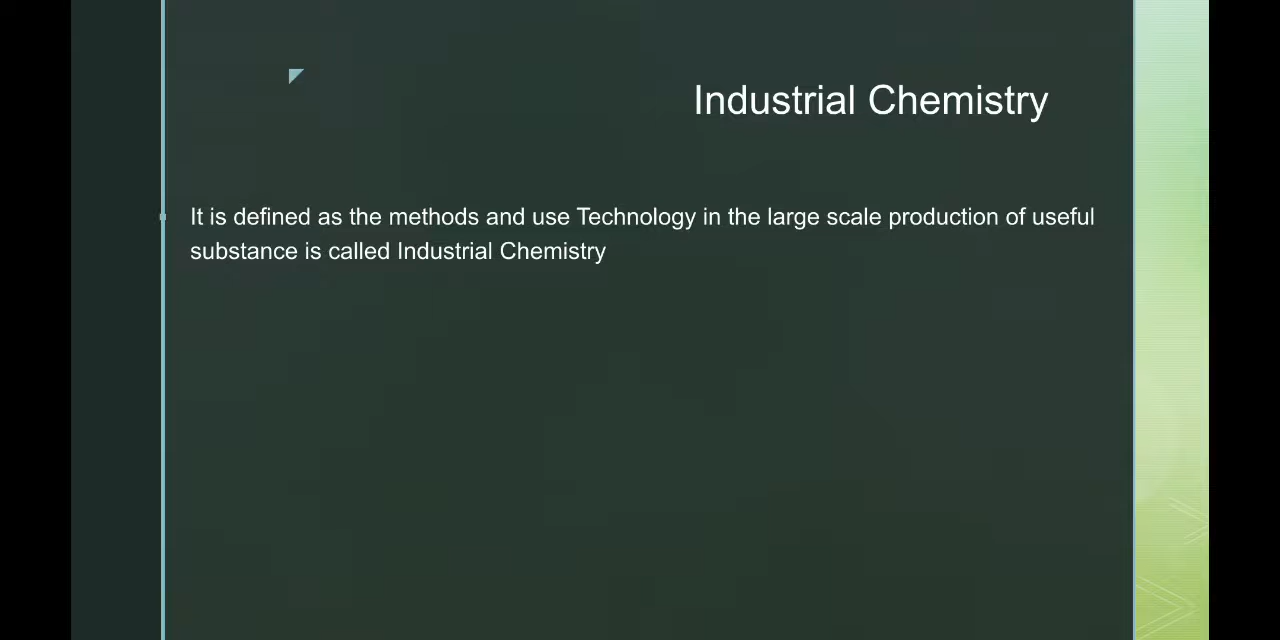 Industrial Chemistry
It is defined as the methods and use Technology in the large scale production of useful
substance is called Industrial Chemistry